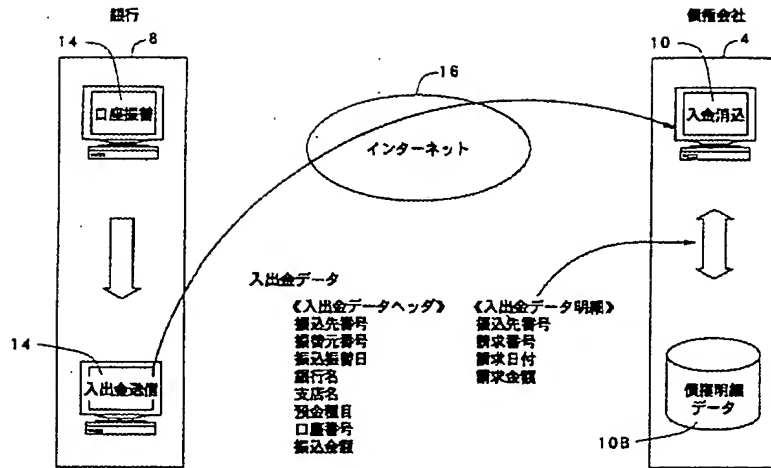 銀行
債権会社
14
8
10
4
16
口座振替
入金消込
インターネット
入出金データ
《入出金データヘッダ》
振込先番号
振替元番号
振込振替日
銀行名
支店名
預金種目
口座番号
振込金額
《入出金データ明細》
振込先番号
請求番号
請求日付
請求金額
14
入出金送信
債権明細
データ
10B